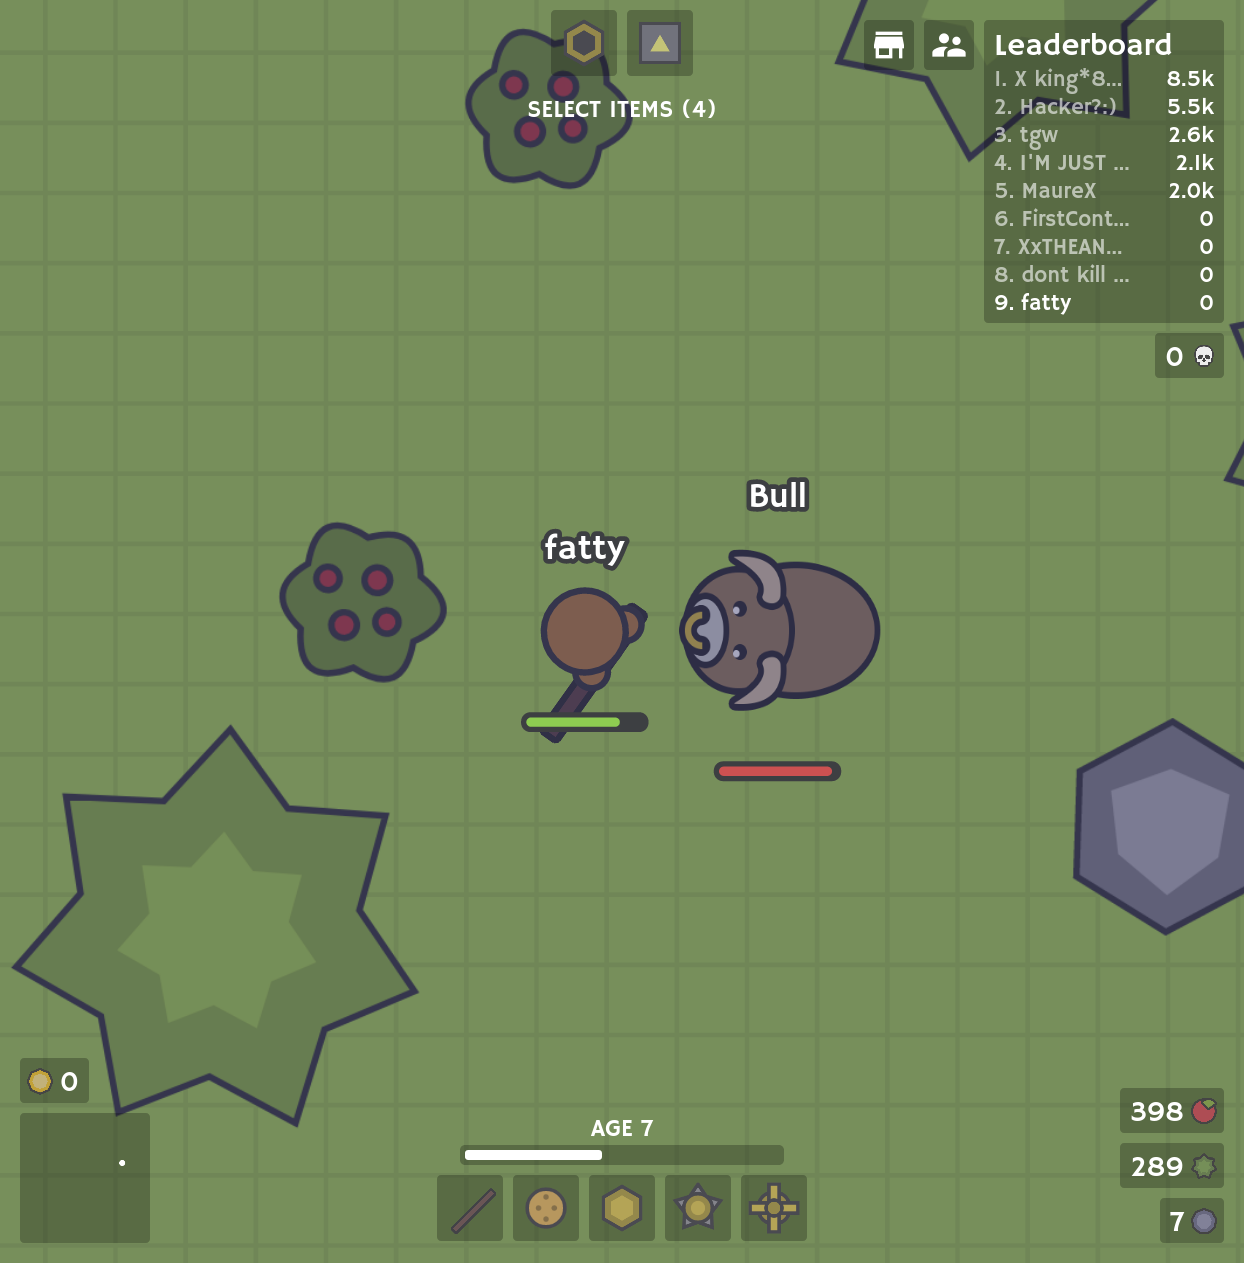 SELECT ITEMS (4)
Leaderboard
1. X king*8... 8.5k
2. Hacker?:) 5.5k
3. tgw 2.6k
4. I'M JUST ... 2.1k
5. MaureX 2.0k
6. FirstCont... 0
7. XxTHEAN... 0
8. dont kill ... 0
9. fatty 0
0
Bull
fatty
0
398
AGE 7
289
7